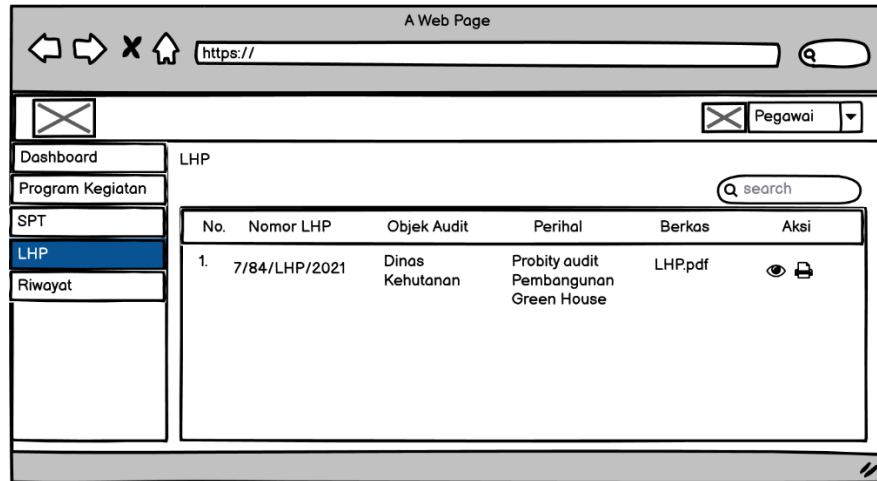 A Web Page
https://
Pegawai
Dashboard
Program Kegiatan
SPT
LHP
Riwayat
LHP
search
No. Nomor LHP Objek Audit Perihal Berkas Aksi
1. 7/84/LHP/2021 Dinas Kehutanan Probity audit Pembangunan Green House LHP.pdf